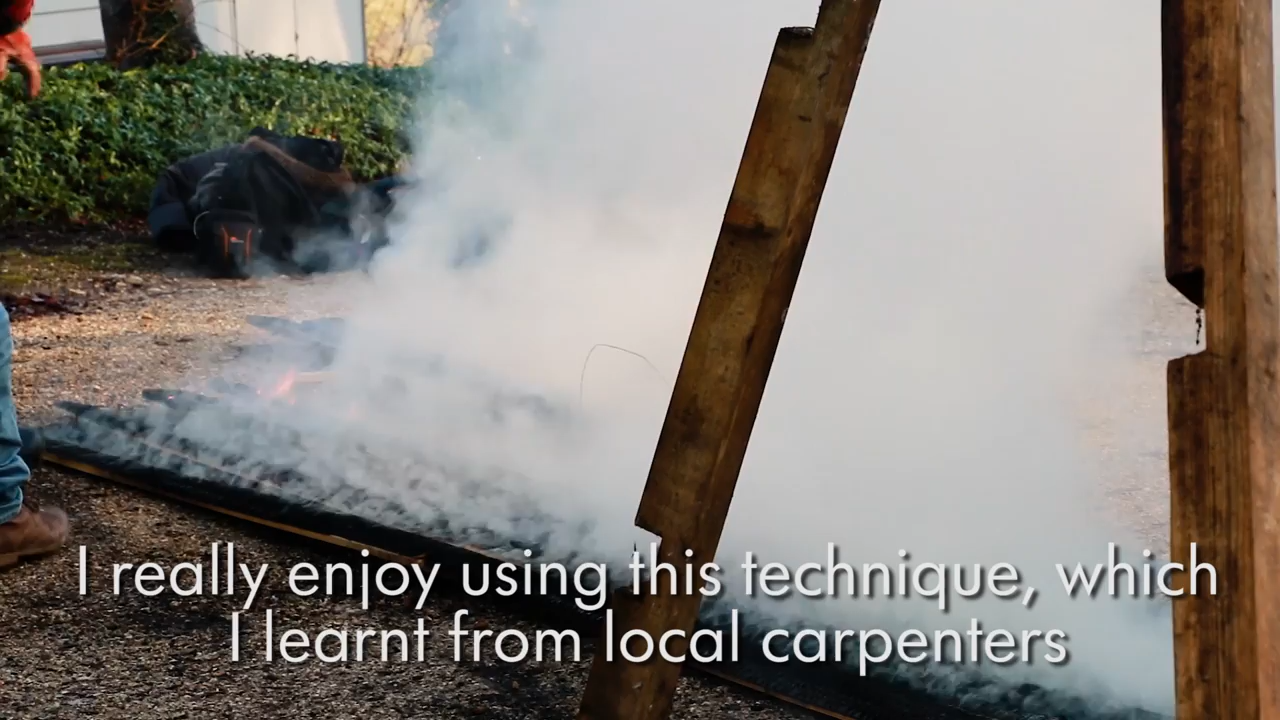 I really enjoy using this technique, which
I learnt from local carpenters